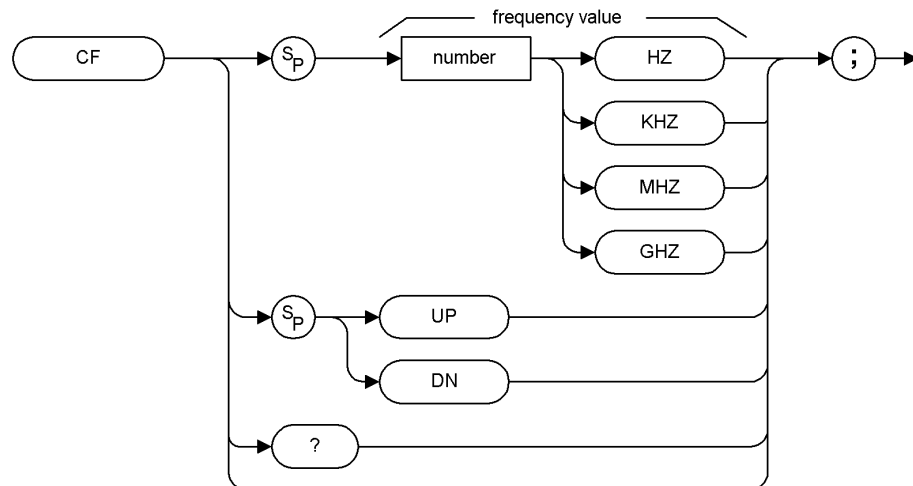 frequency value
CF
SP
number
HZ
;
KHZ
MHZ
GHZ
SP
UP
DN
?